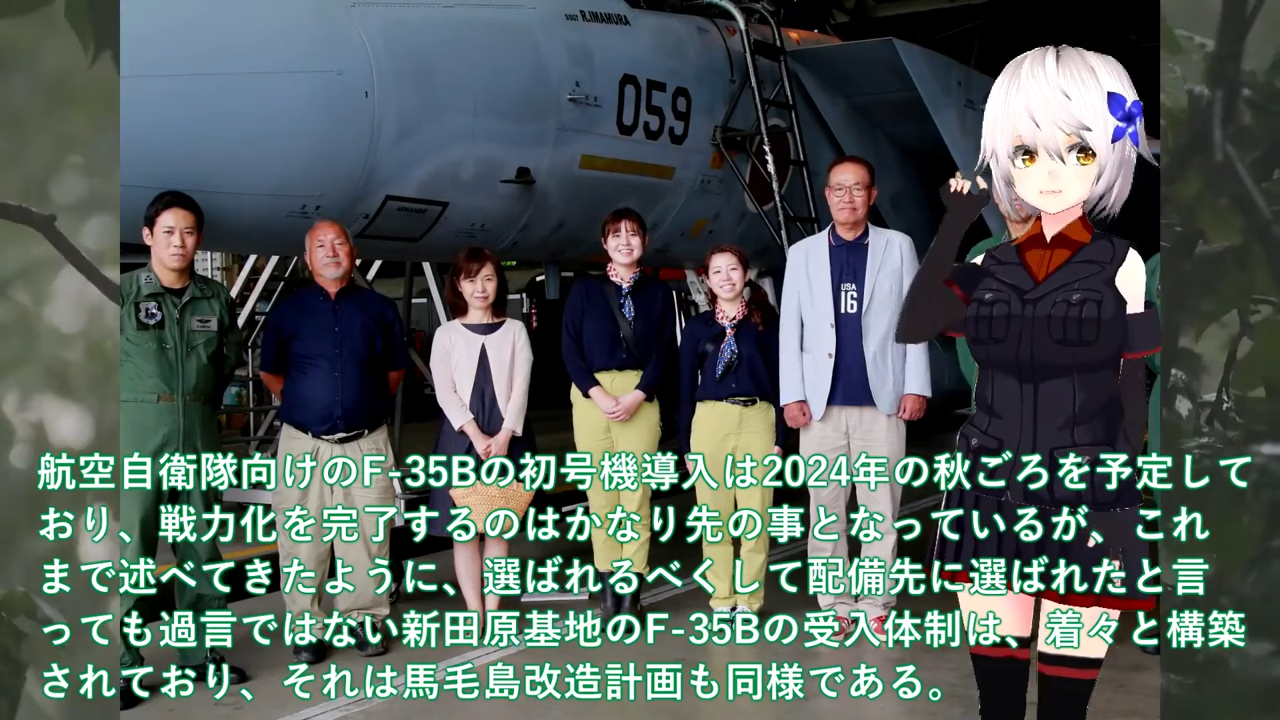 SSGT R.IMAMURA
059
USA
16
航空自衛隊向けのF-35Bの初号機導入は2024年の秋ごろを予定して
おり、戦力化を完了するのはかなり先の事となっているが、これ
まで述べてきたように、選ばれるべくして配備先に選ばれたと言
っても過言ではない新田原基地のF-35Bの受入体制は、着々と構築
されており、それは馬毛島改造計画も同様である。